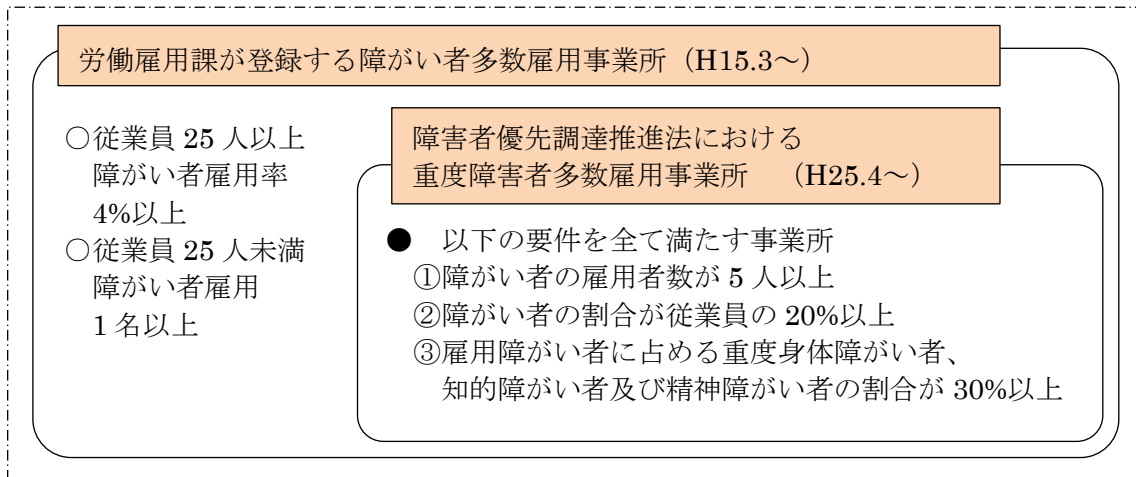 労働雇用課が登録する障がい者多数雇用事業所（H15.3～）
○従業員 25 人以上
障がい者雇用率
4%以上
○従業員 25 人未満
障がい者雇用
1 名以上
障害者優先調達推進法における
重度障害者多数雇用事業所　（H25.4～）
●　以下の要件を全て満たす事業所
①障がい者の雇用者数が 5 人以上
②障がい者の割合が従業員の 20%以上
③雇用障がい者に占める重度身体障がい者、
知的障がい者及び精神障がい者の割合が 30%以上